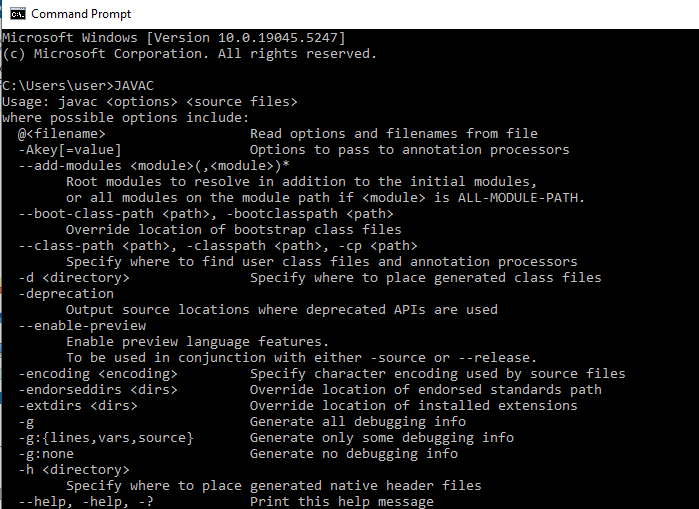 Command Prompt
Microsoft Windows [Version 10.0.19045.5247]
(c) Microsoft Corporation. All rights reserved.
C:\Users\user>JAVAC
Usage: javac <options> <source files>
where possible options include:
@<filename> Read options and filenames from file
-Akey[=value] Options to pass to annotation processors
--add-modules <module>(,<module>)*
Root modules to resolve in addition to the initial modules,
or all modules on the module path if <module> is ALL-MODULE-PATH.
--boot-class-path <path>, -bootclasspath <path>
Override location of bootstrap class files
--class-path <path>, -classpath <path>, -cp <path>
Specify where to find user class files and annotation processors
-d <directory> Specify where to place generated class files
-deprecation
Output source locations where deprecated APIs are used
--enable-preview
Enable preview language features.
To be used in conjunction with either -source or --release.
-encoding <encoding> Specify character encoding used by source files
-endorseddirs <dirs> Override location of endorsed standards path
-extdirs <dirs> Override location of installed extensions
-g Generate all debugging info
-g:{lines,vars,source} Generate only some debugging info
-g:none Generate no debugging info
-h <directory>
Specify where to place generated native header files
--help, -help, -? Print this help message